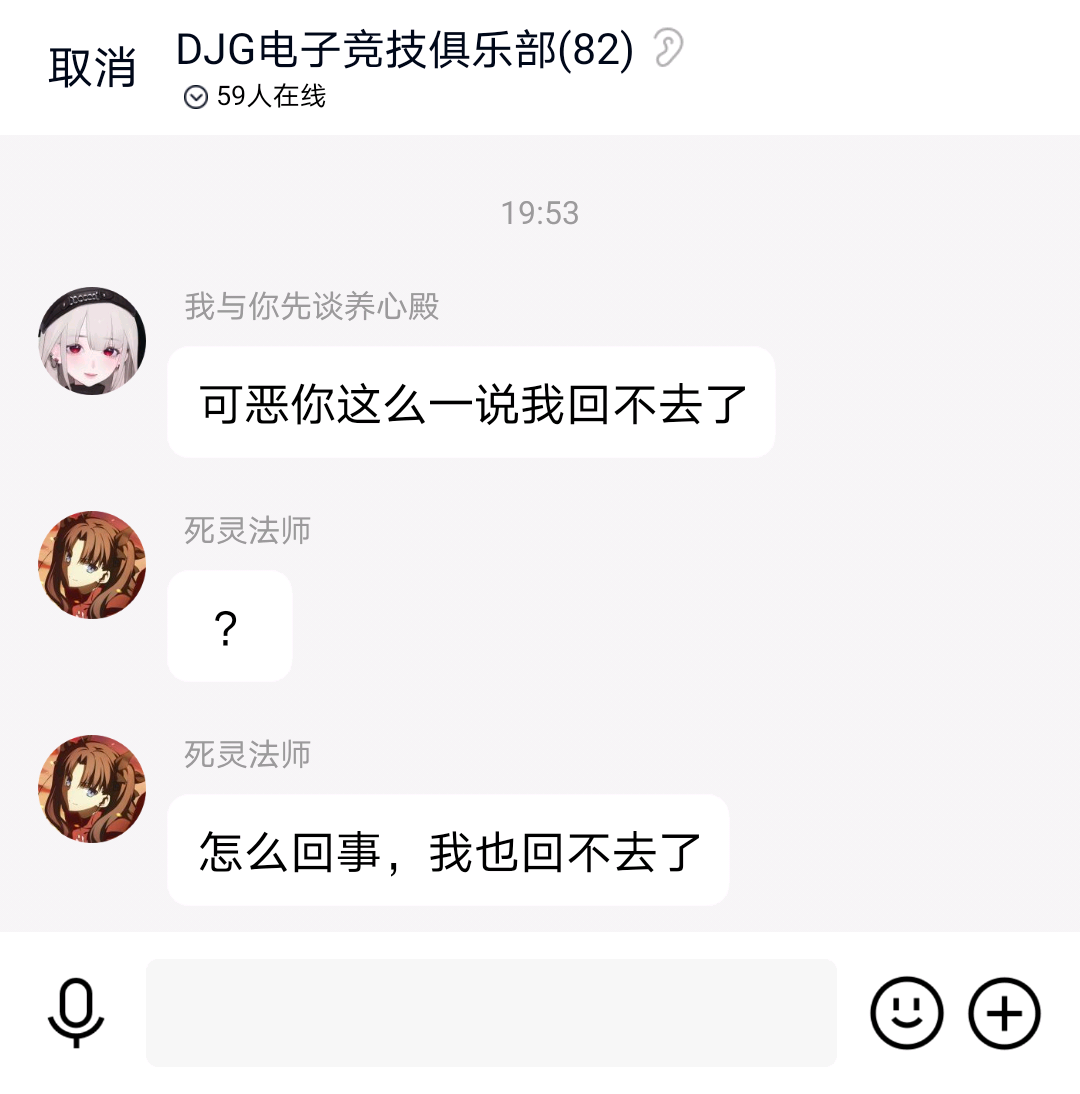 取消
DJG电子竞技俱乐部(82)
59人在线
19:53
我与你先谈养心殿
可恶你这么一说我回不去了
死灵法师
?
死灵法师
怎么回事，我也回不去了